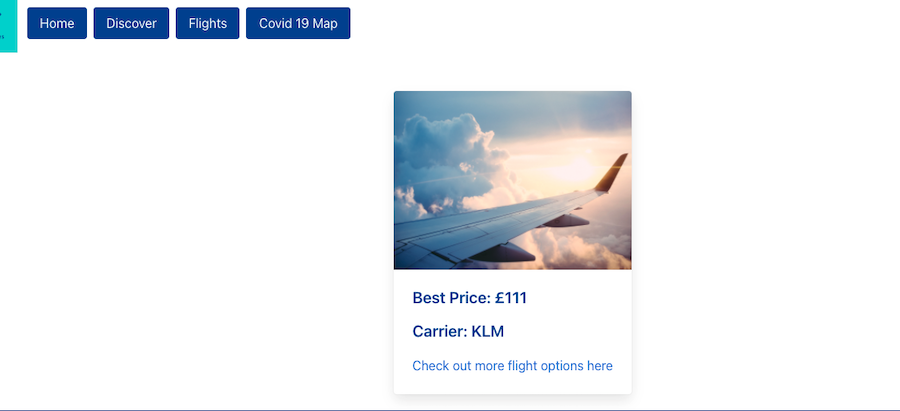 Home
Discover
Flights
Covid 19 Map
Best Price: £111
Carrier: KLM
Check out more flight options here